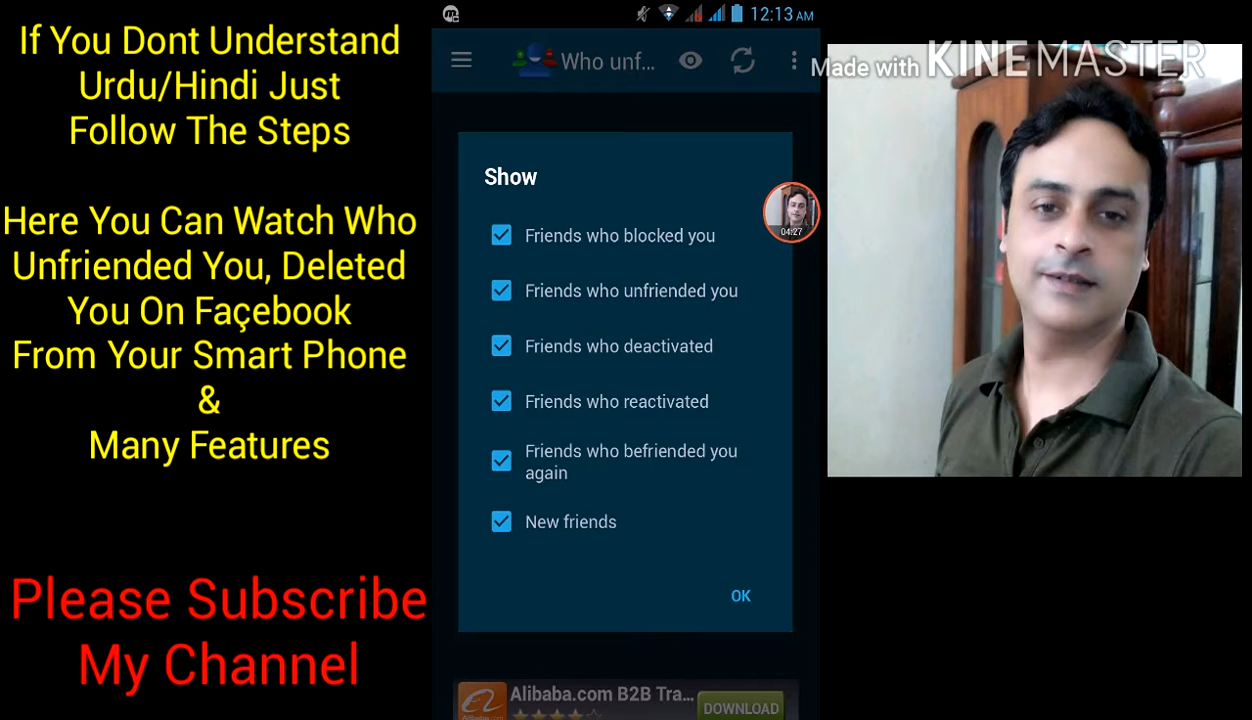 If You Dont Understand
Urdu/Hindi Just
Follow The Steps
Here You Can Watch Who
Unfriended You, Deleted
You On Façebook
From Your Smart Phone
&
Many Features
Please Subscribe
My Channel
12:13 AM
Who unf...
Show
Friends who blocked you
Friends who unfriended you
Friends who deactivated
Friends who reactivated
Friends who befriended you
again
New friends
OK
04:27
Alibaba.com B2B Tra...
DOWNLOAD
Made with KINEMASTER